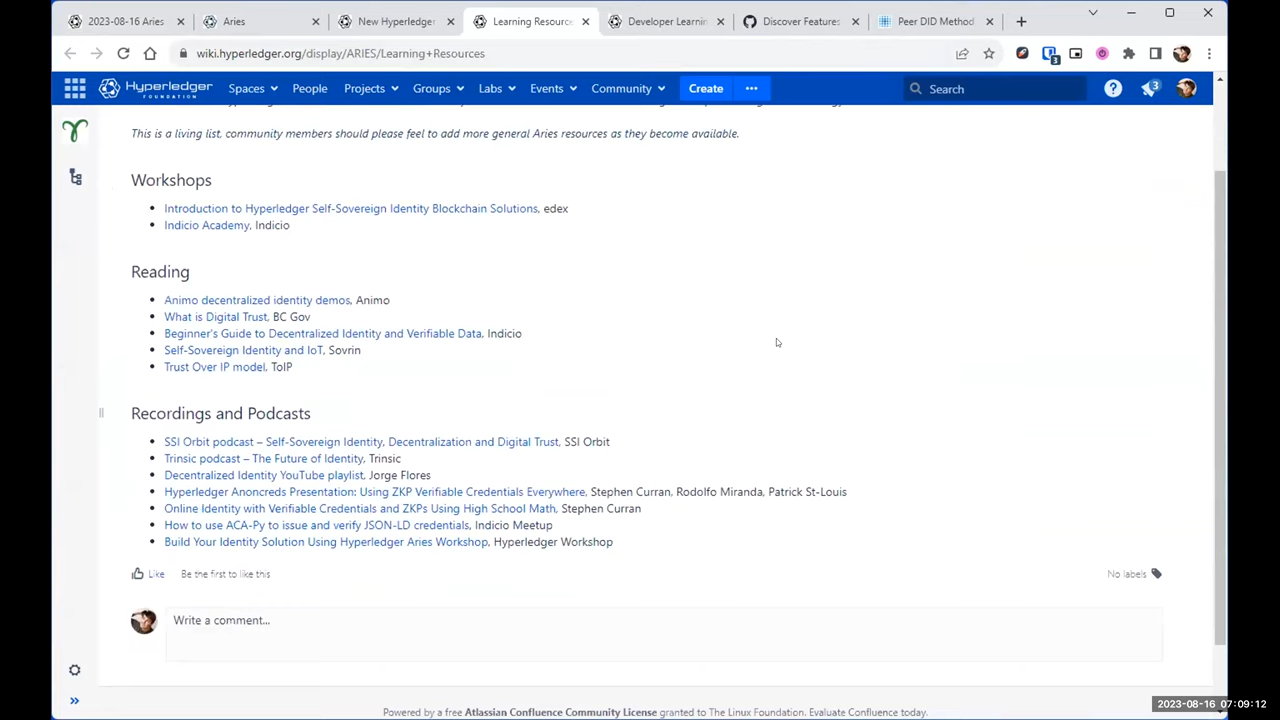 2023-08-16 Aries
Aries
New Hyperledger
Learning Resourc
Developer Learnin
Discover Features
Peer DID Method
wiki.hyperledger.org/display/ARIES/Learning+Resources
3
Hyperledger
FOUNDATION
Spaces
People
Projects
Groups
Labs
Events
Community
Create
Search
3
This is a living list, community members should please feel to add more general Aries resources as they become available.
Workshops
• Introduction to Hyperledger Self-Sovereign Identity Blockchain Solutions, edex
• Indicio Academy, Indicio
Reading
• Animo decentralized identity demos, Animo
• What is Digital Trust, BC Gov
• Beginner's Guide to Decentralized Identity and Verifiable Data, Indicio
• Self-Sovereign Identity and IoT, Sovrin
• Trust Over IP model, ToIP
Recordings and Podcasts
• SSI Orbit podcast – Self-Sovereign Identity, Decentralization and Digital Trust, SSI Orbit
• Trinsic podcast – The Future of Identity, Trinsic
• Decentralized Identity YouTube playlist, Jorge Flores
• Hyperledger Anoncreds Presentation: Using ZKP Verifiable Credentials Everywhere, Stephen Curran, Rodolfo Miranda, Patrick St-Louis
• Online Identity with Verifiable Credentials and ZKPs Using High School Math, Stephen Curran
• How to use ACA-Py to issue and verify JSON-LD credentials, Indicio Meetup
• Build Your Identity Solution Using Hyperledger Aries Workshop, Hyperledger Workshop
Like
Be the first to like this
No labels
Write a comment...
Powered by a free Atlassian Confluence Community License granted to The Linux Foundation. Evaluate Confluence today.
2023-08-16 07:09:12